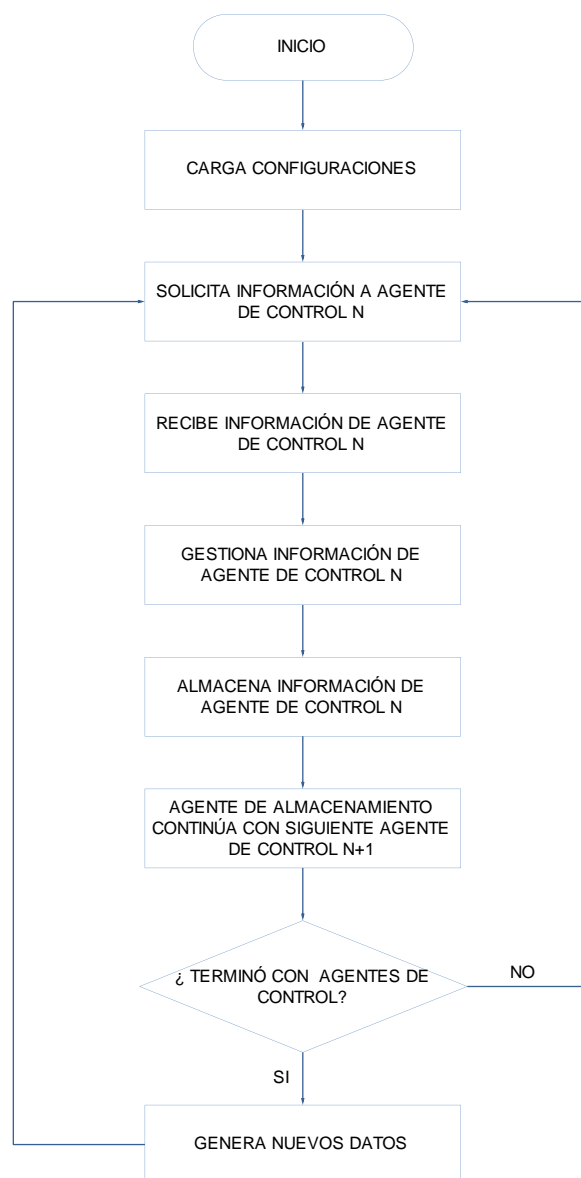 INICIO
CARGA CONFIGURACIONES
SOLICITA INFORMACIÓN A AGENTE
DE CONTROL N
RECIBE INFORMACIÓN DE AGENTE
DE CONTROL N
GESTIONA INFORMACIÓN DE
AGENTE DE CONTROL N
ALMACENA INFORMACIÓN DE
AGENTE DE CONTROL N
AGENTE DE ALMACENAMIENTO
CONTINÚA CON SIGUIENTE AGENTE
DE CONTROL N+1
¿ TERMINÓ CON  AGENTES DE
CONTROL?
NO
SI
GENERA NUEVOS DATOS